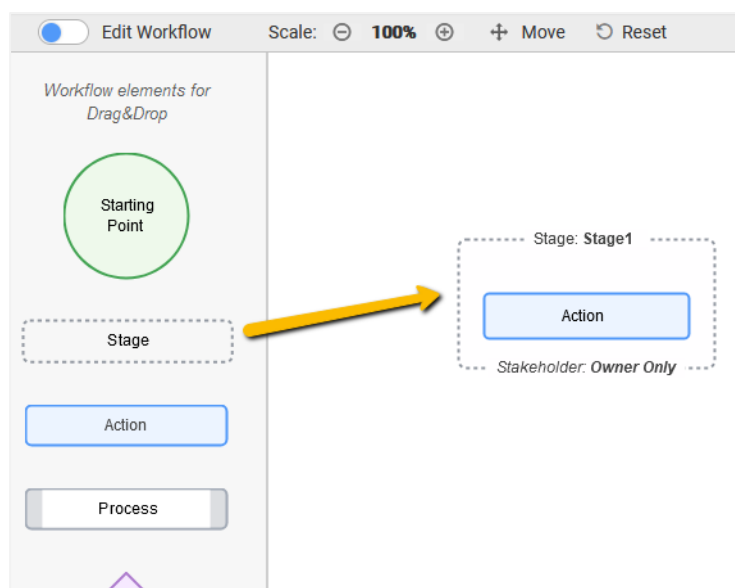 Edit Workflow
Scale: 100% Move Reset
Workflow elements for
Drag&Drop
Starting
Point
Stage
Action
Process
Stage: Stage1
Action
Stakeholder: Owner Only